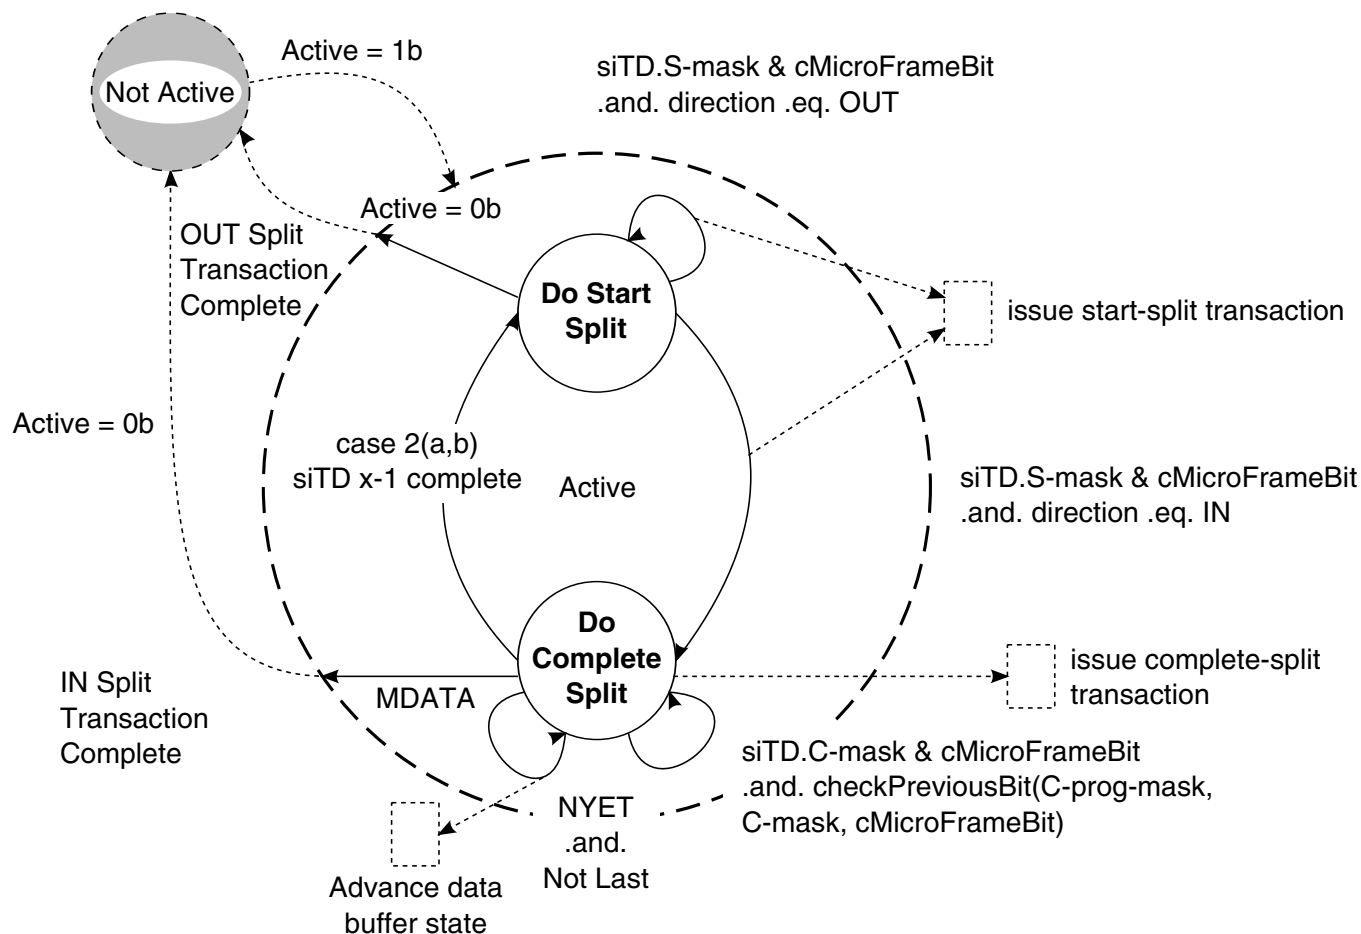 Active = 1b
siTD.S-mask & cMicroFrameBit
.and. direction .eq. OUT
Not Active
Active = 0b
OUT Split
Transaction
Complete
Do Start
Split
issue start-split transaction
Active = 0b
case 2(a,b)
siTD x-1 complete
Active
siTD.S-mask & cMicroFrameBit
.and. direction .eq. IN
Do
Complete
Split
issue complete-split
transaction
IN Split
Transaction
Complete
MDATA
siTD.C-mask & cMicroFrameBit
.and. checkPreviousBit(C-prog-mask,
C-mask, cMicroFrameBit)
NYET
.and.
Not Last
Advance data
buffer state